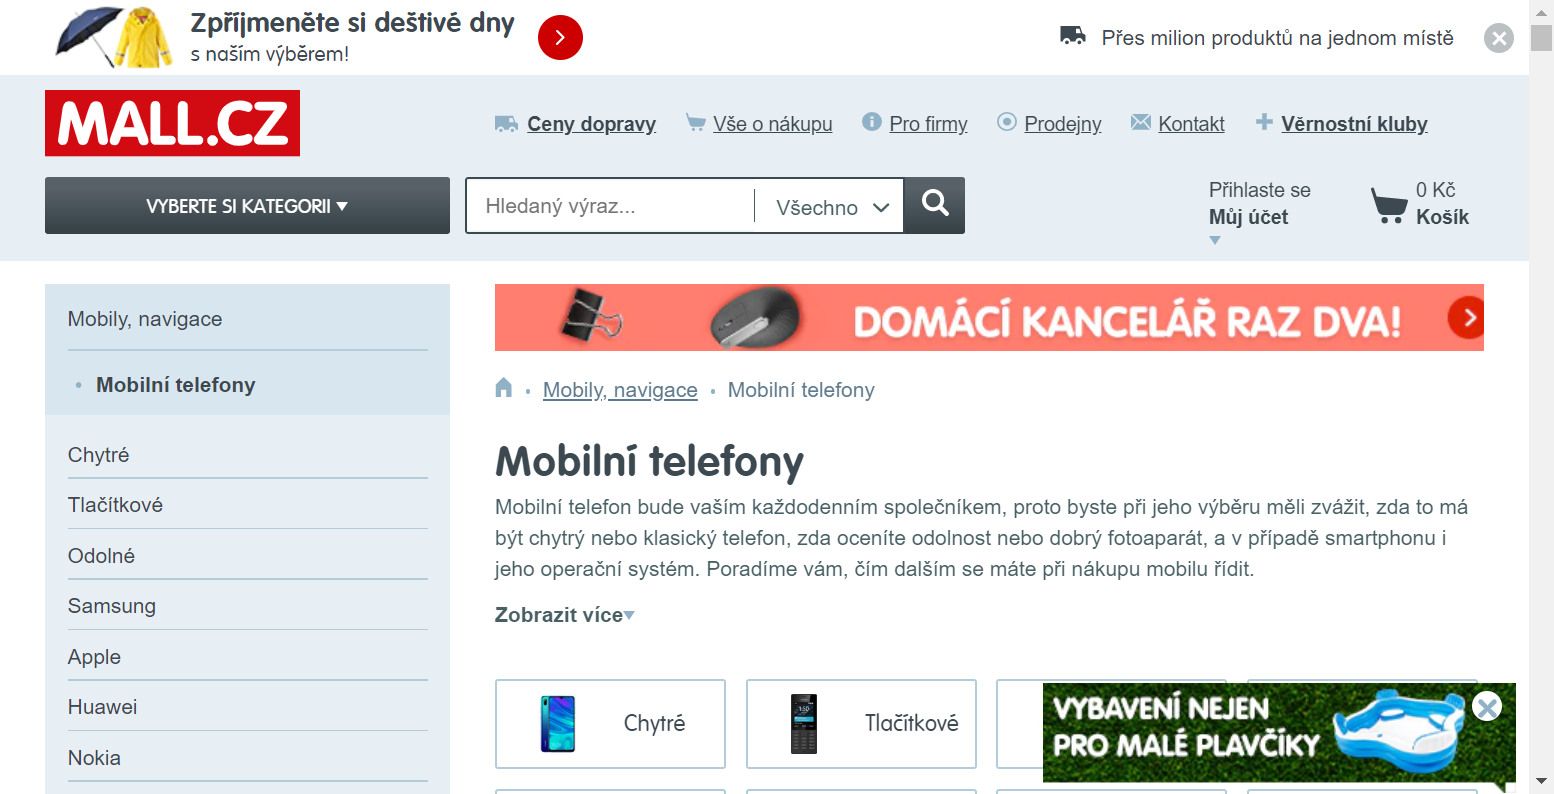 Zpříjmeněte si deštivé dny
s naším výběrem!
Přes milion produktů na jednom místě
MALL.CZ
Ceny dopravy
Vše o nákupu
Pro firmy
Prodejny
Kontakt
Věrnostní kluby
VYBERTE SI KATEGORII
Hledaný výraz...
Všechno
Přihlaste se
Můj účet
0 Kč
Košík
Mobily, navigace
• Mobilní telefony
Chytré
Tlačítkové
Odolné
Samsung
Apple
Huawei
Nokia
DOMÁCÍ KANCELÁŘ RAZ DVA!
• Mobily, navigace • Mobilní telefony
Mobilní telefony
Mobilní telefon bude vaším každodenním společníkem, proto byste při jeho výběru měli zvážit, zda to má
být chytrý nebo klasický telefon, zda oceníte odolnost nebo dobrý fotoaparát, a v případě smartphonu i
jeho operační systém. Poradíme vám, čím dalším se máte při nákupu mobilu řídit.
Zobrazit více
Chytré
Tlačítkové
VYBAVENÍ NEJEN
PRO MALÉ PLAVČÍKY